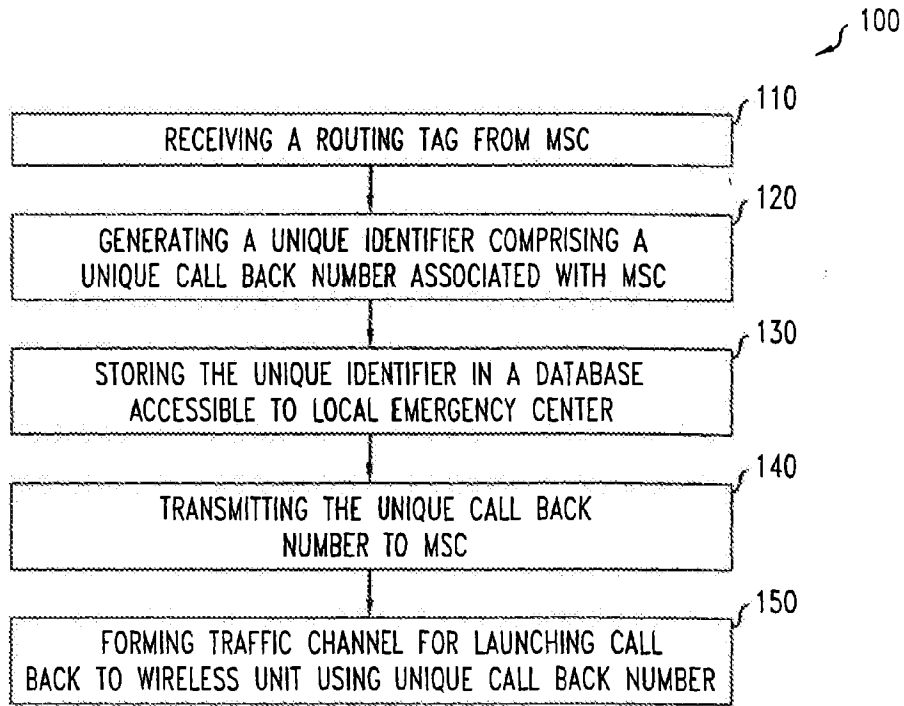 100
110
RECEIVING A ROUTING TAG FROM MSC
120
GENERATING A UNIQUE IDENTIFIER COMPRISING A
UNIQUE CALL BACK NUMBER ASSOCIATED WITH MSC
130
STORING THE UNIQUE IDENTIFIER IN A DATABASE
ACCESSIBLE TO LOCAL EMERGENCY CENTER
140
TRANSMITTING THE UNIQUE CALL BACK
NUMBER TO MSC
150
FORMING TRAFFIC CHANNEL FOR LAUNCHING CALL
BACK TO WIRELESS UNIT USING UNIQUE CALL BACK NUMBER